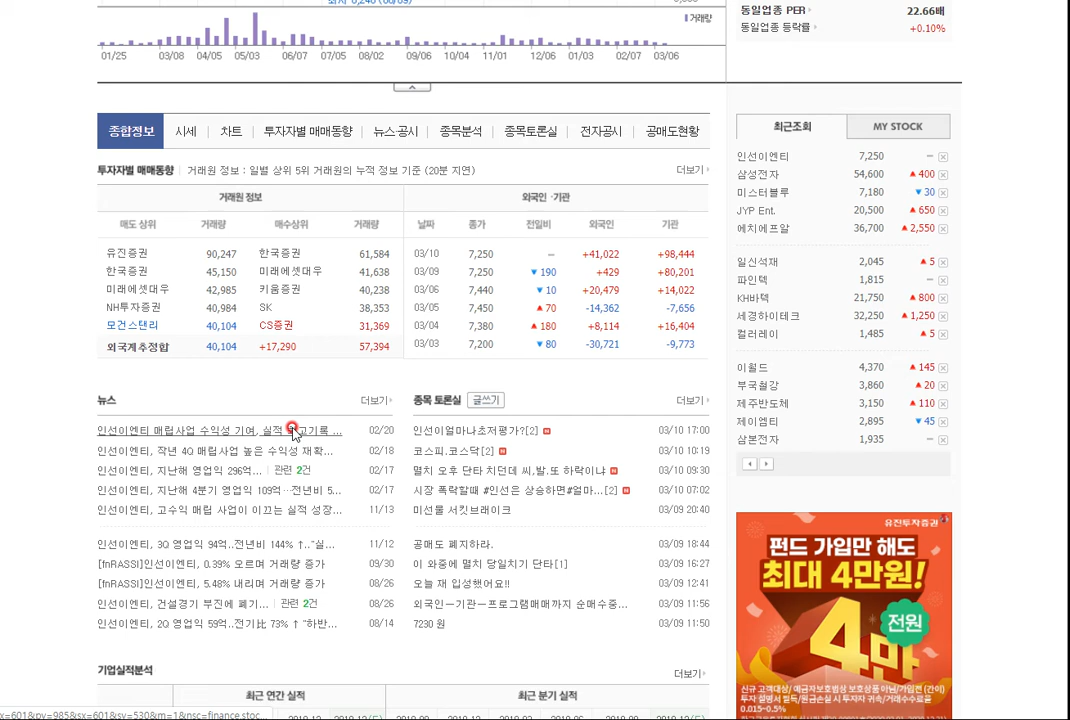 동일업종 PER 22.66배
동일업종 등락률 +0.10%
거래량
01/25 03/08 04/05 05/03 06/07 07/05 08/02 09/06 10/04 11/01 12/06 01/03 02/07 03/06
종합정보 시세 차트 투자자별 매매동향 뉴스·공시 종목분석 종목토론실 전자공시 공매도현황
투자자별 매매동향 거래원 정보 : 일별 상위 5위 거래원의 누적 정보 기준 (20분 지연) 더보기
거래원 정보 외국인·기관
매도 상위 거래량 매수상위 거래량 날짜 종가 전일비 외국인 기관
유진증권 90,247 한국증권 61,584 03/10 7,250 – +41,022 +98,444
한국증권 45,150 미래에셋대우 41,638 03/09 7,250 ▼190 +429 +80,201
미래에셋대우 42,985 키움증권 40,238 03/06 7,440 ▼10 +20,479 +14,022
NH투자증권 40,984 SK 38,353 03/05 7,450 ▲70 -14,362 -7,656
모건스탠리 40,104 CS증권 31,369 03/04 7,380 ▲180 +8,114 +16,404
외국계추정합 40,104 +17,290 57,394 03/03 7,200 ▼80 -30,721 -9,773
뉴스 더보기
인선이엔티 매립사업 수익성 기여, 실적 고기록 ... 02/20
인선이엔티, 작년 4Q 매립사업 높은 수익성 재확... 02/18
인선이엔티, 지난해 영업익 296억... 관련 2건 02/17
인선이엔티, 지난해 4분기 영업익 109억…전년비 5... 02/17
인선이엔티, 고수익 매립 사업이 이끄는 실적 성장... 11/13
인선이엔티, 3Q 영업익 94억..전년비 144% ↑.."실... 11/12
[fnRASSI]인선이엔티, 0.39% 오르며 거래량 증가 09/30
[fnRASSI]인선이엔티, 5.48% 내리며 거래량 증가 08/26
인선이엔티, 건설경기 부진에 폐기... 관련 2건 08/26
인선이엔티, 2Q 영업익 59억..전기比 73% ↑ "하반... 08/14
종목 토론실 글쓰기 더보기
인선이얼마나초저평가?[2] 03/10 17:00
코스피.코스닥[2] 03/10 10:19
멸치 오후 단타 치던데 씨,발.또 하락이냐 03/10 09:30
시장 폭락할때 #인선은 상승하면#얼마...[2] 03/10 07:02
미선물 서킷브레이크 03/09 20:40
공매도 폐지하라. 03/09 18:44
이 와중에 멸치 당일치기 단타[1] 03/09 16:27
오늘 재 입성했어요!! 03/09 12:41
외국인–기관–프로그램매매까지 순매수중... 03/09 11:56
7230 원 03/09 11:50
기업실적분석 더보기
최근 연간 실적 최근 분기 실적
최근조회 MY STOCK
인선이엔티 7,250 –
삼성전자 54,600 ▲400
미스터블루 7,180 ▼30
JYP Ent. 20,500 ▲650
에치에프알 36,700 ▲2,550
일신석재 2,045 ▲5
파인텍 1,815 –
KH바텍 21,750 ▲800
세경하이테크 32,250 ▲1,250
컬러레이 1,485 ▲5
이월드 4,370 ▲145
부국철강 3,860 ▲20
제주반도체 3,150 ▲110
제이엠티 2,895 ▼45
삼본전자 1,935 –
유진투자증권
펀드 가입만 해도
최대 4만원!
4만
전원
0.015~0.5%
x=601&py=985&sx=601&sy=530&m=1&nsc=finance.stoc...